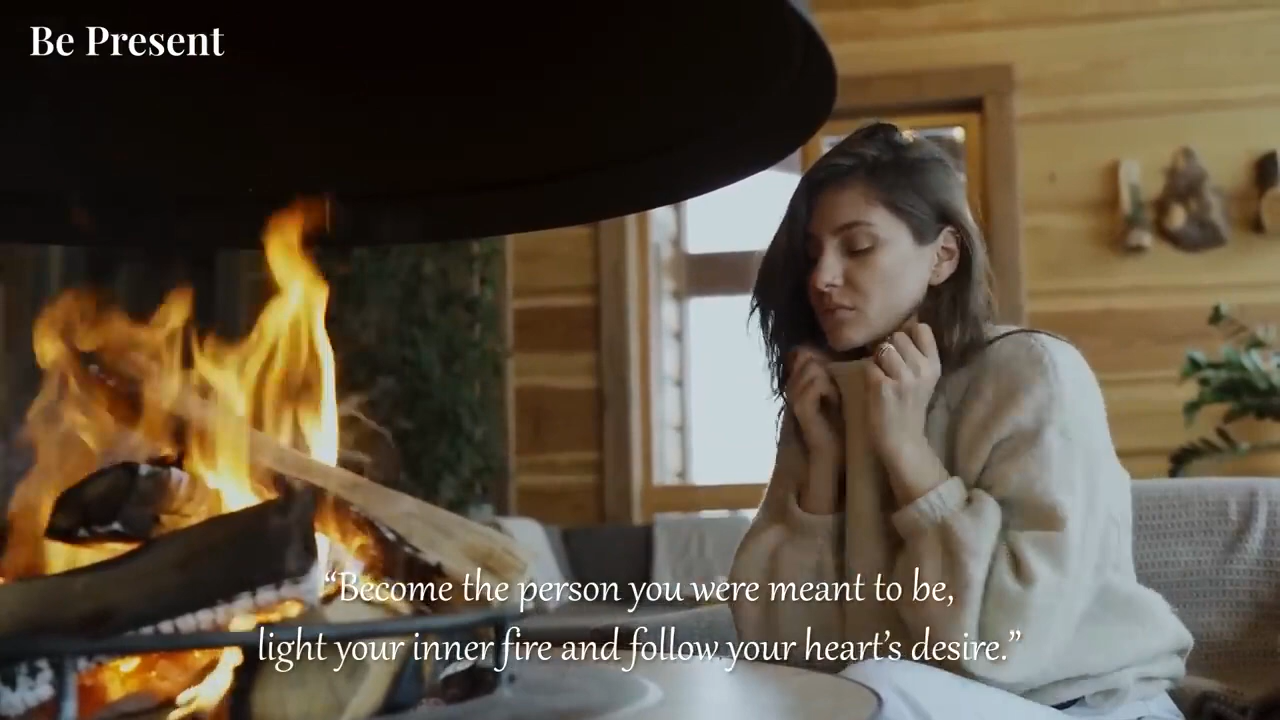 Be Present
“Become the person you were meant to be,
light your inner fire and follow your heart’s desire.”